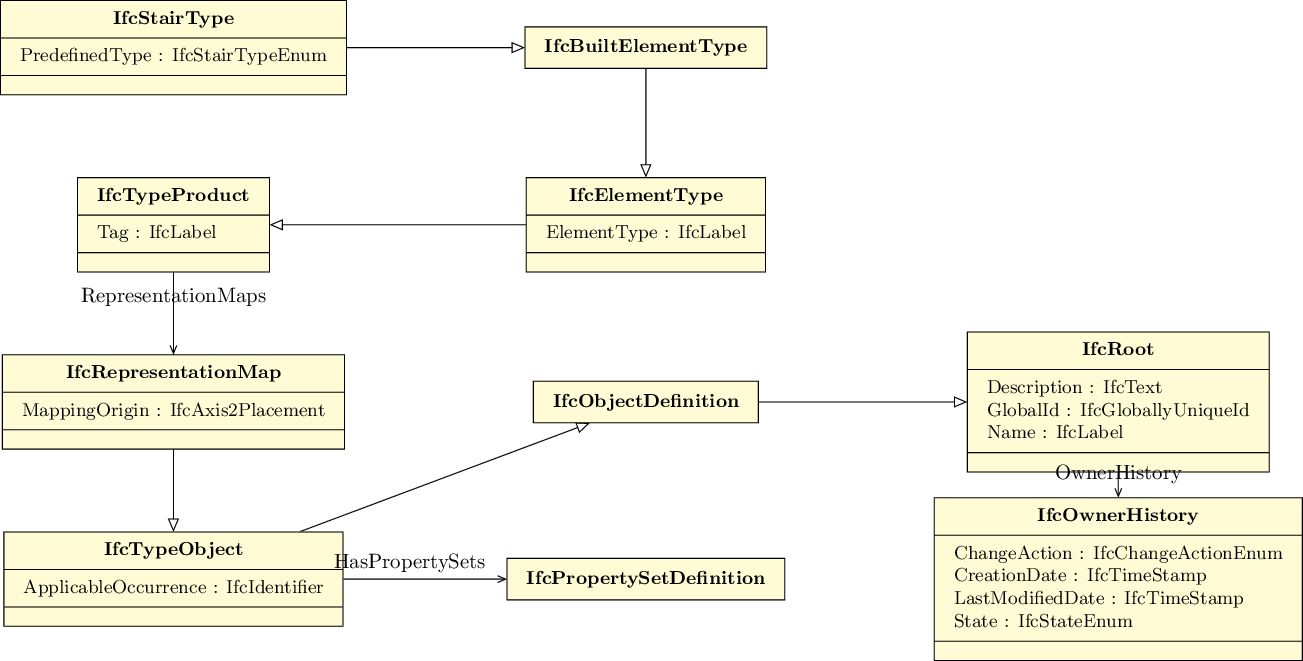 IfcStairType
PredefinedType : IfcStairTypeEnum
IfcBuiltElementType
IfcTypeProduct
Tag : IfcLabel
IfcElementType
ElementType : IfcLabel
RepresentationMaps
IfcRepresentationMap
MappingOrigin : IfcAxis2Placement
IfcObjectDefinition
IfcRoot
Description : IfcText
GlobalId : IfcGloballyUniqueId
Name : IfcLabel
OwnerHistory
IfcOwnerHistory
ChangeAction : IfcChangeActionEnum
CreationDate : IfcTimeStamp
LastModifiedDate : IfcTimeStamp
State : IfcStateEnum
IfcTypeObject
ApplicableOccurrence : IfcIdentifier
HasPropertySets
IfcPropertySetDefinition